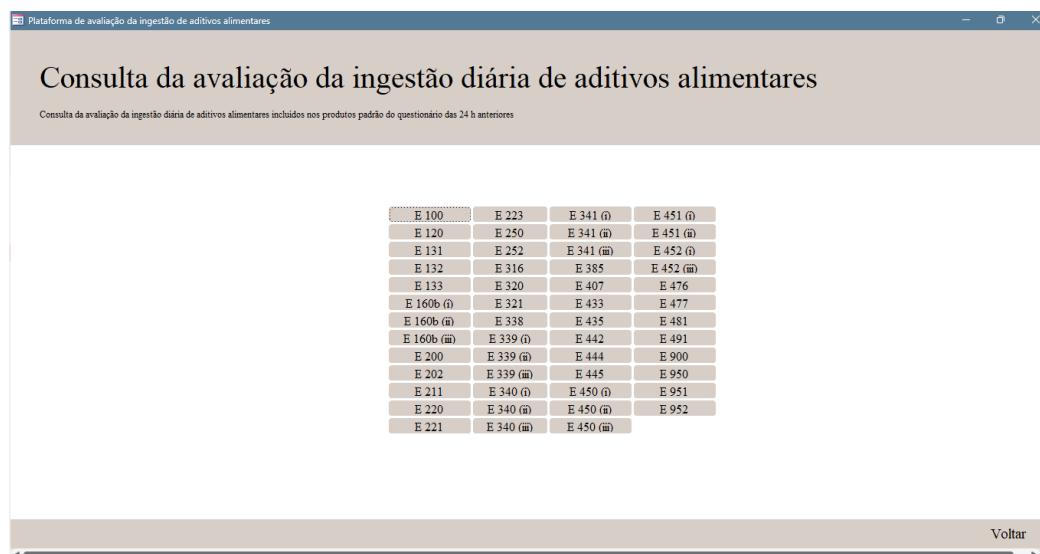 Plataforma de avaliação da ingestão de aditivos alimentares
Consulta da avaliação da ingestão diária de aditivos alimentares
Consulta da avaliação da ingestão diária de aditivos alimentares incluídos nos produtos padrão do questionário das 24 h anteriores
E 100 E 223 E 341 (i) E 451 (i)
E 120 E 250 E 341 (ii) E 451 (ii)
E 131 E 252 E 341 (iii) E 452 (i)
E 132 E 316 E 385 E 452 (iii)
E 133 E 320 E 407 E 476
E 160b (i) E 321 E 433 E 477
E 160b (ii) E 338 E 435 E 481
E 160b (iii) E 339 (i) E 442 E 491
E 200 E 339 (ii) E 444 E 900
E 202 E 339 (iii) E 445 E 950
E 211 E 340 (i) E 450 (i) E 951
E 220 E 340 (ii) E 450 (ii) E 952
E 221 E 340 (iii) E 450 (iii)
Voltar